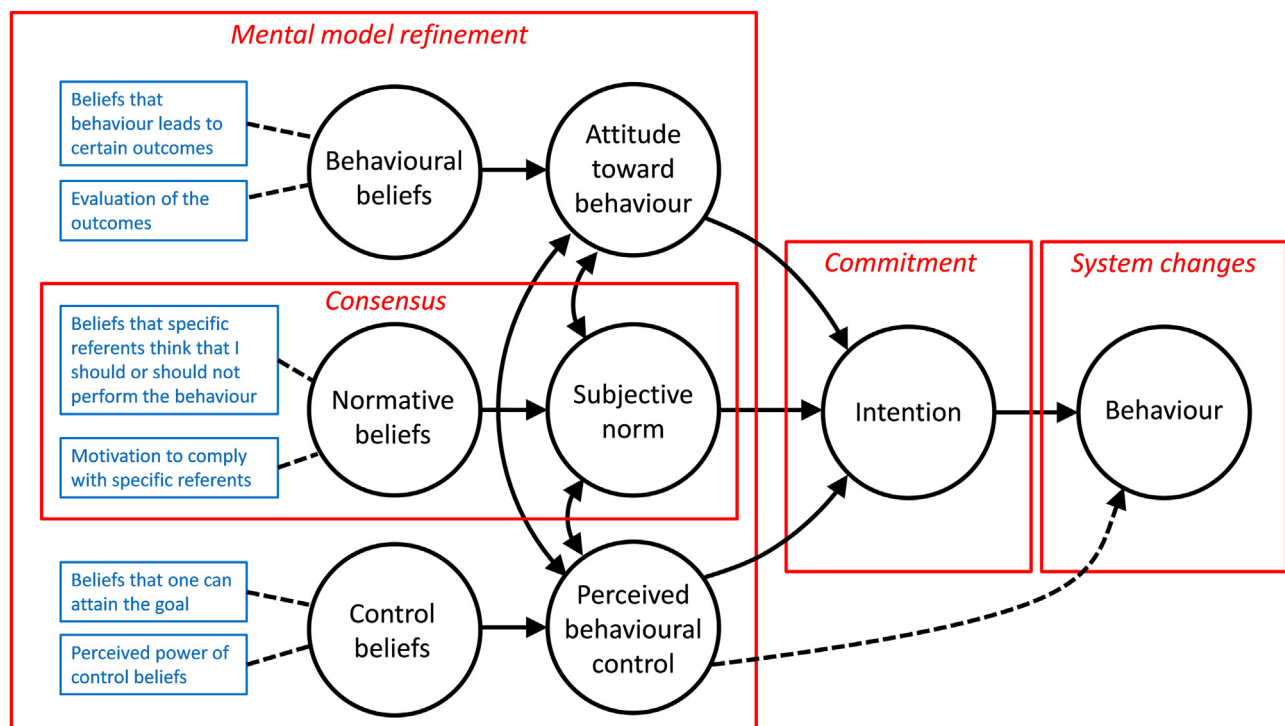 Mental model refinement
Beliefs that
behaviour leads to
certain outcomes
Evaluation of the
outcomes
Behavioural
beliefs
Attitude
toward
behaviour
Consensus
Beliefs that specific
referents think that I
should or should not
perform the behaviour
Motivation to comply
with specific referents
Normative
beliefs
Subjective
norm
Beliefs that one can
attain the goal
Perceived power of
control beliefs
Control
beliefs
Perceived
behavioural
control
Commitment
Intention
System changes
Behaviour